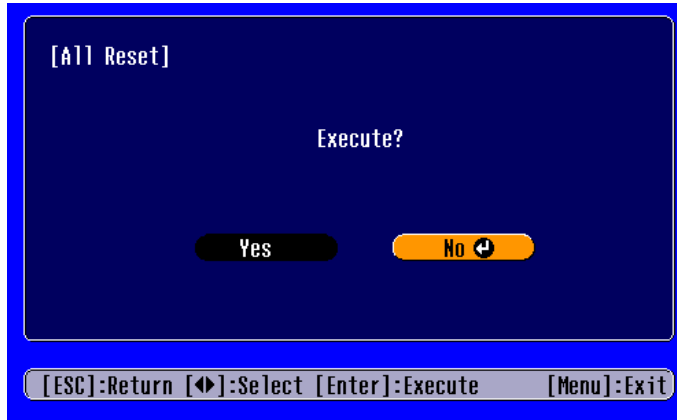 [All Reset]
Execute?
Yes No
[ESC]:Return [◀▶]:Select [Enter]:Execute [Menu]:Exit